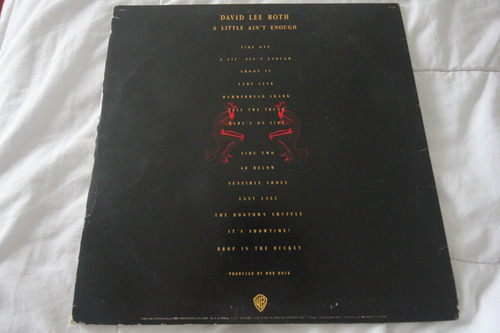 DAVID LEE ROTH
A LITTLE AIN'T ENOUGH
SIDE ONE
A LIL' AIN'T ENOUGH
SHOOT IT
LADY LUCK
HAMMERHEAD SHARK
TELL THE TRUTH
BABY'S ON FIRE
SIDE TWO
40 BELOW
SENSIBLE SHOES
LAST CALL
THE DOGTOWN SHUFFLE
IT'S SHOWTIME!
DROP IN THE BUCKET
PRODUCED BY BOB ROCK
WB